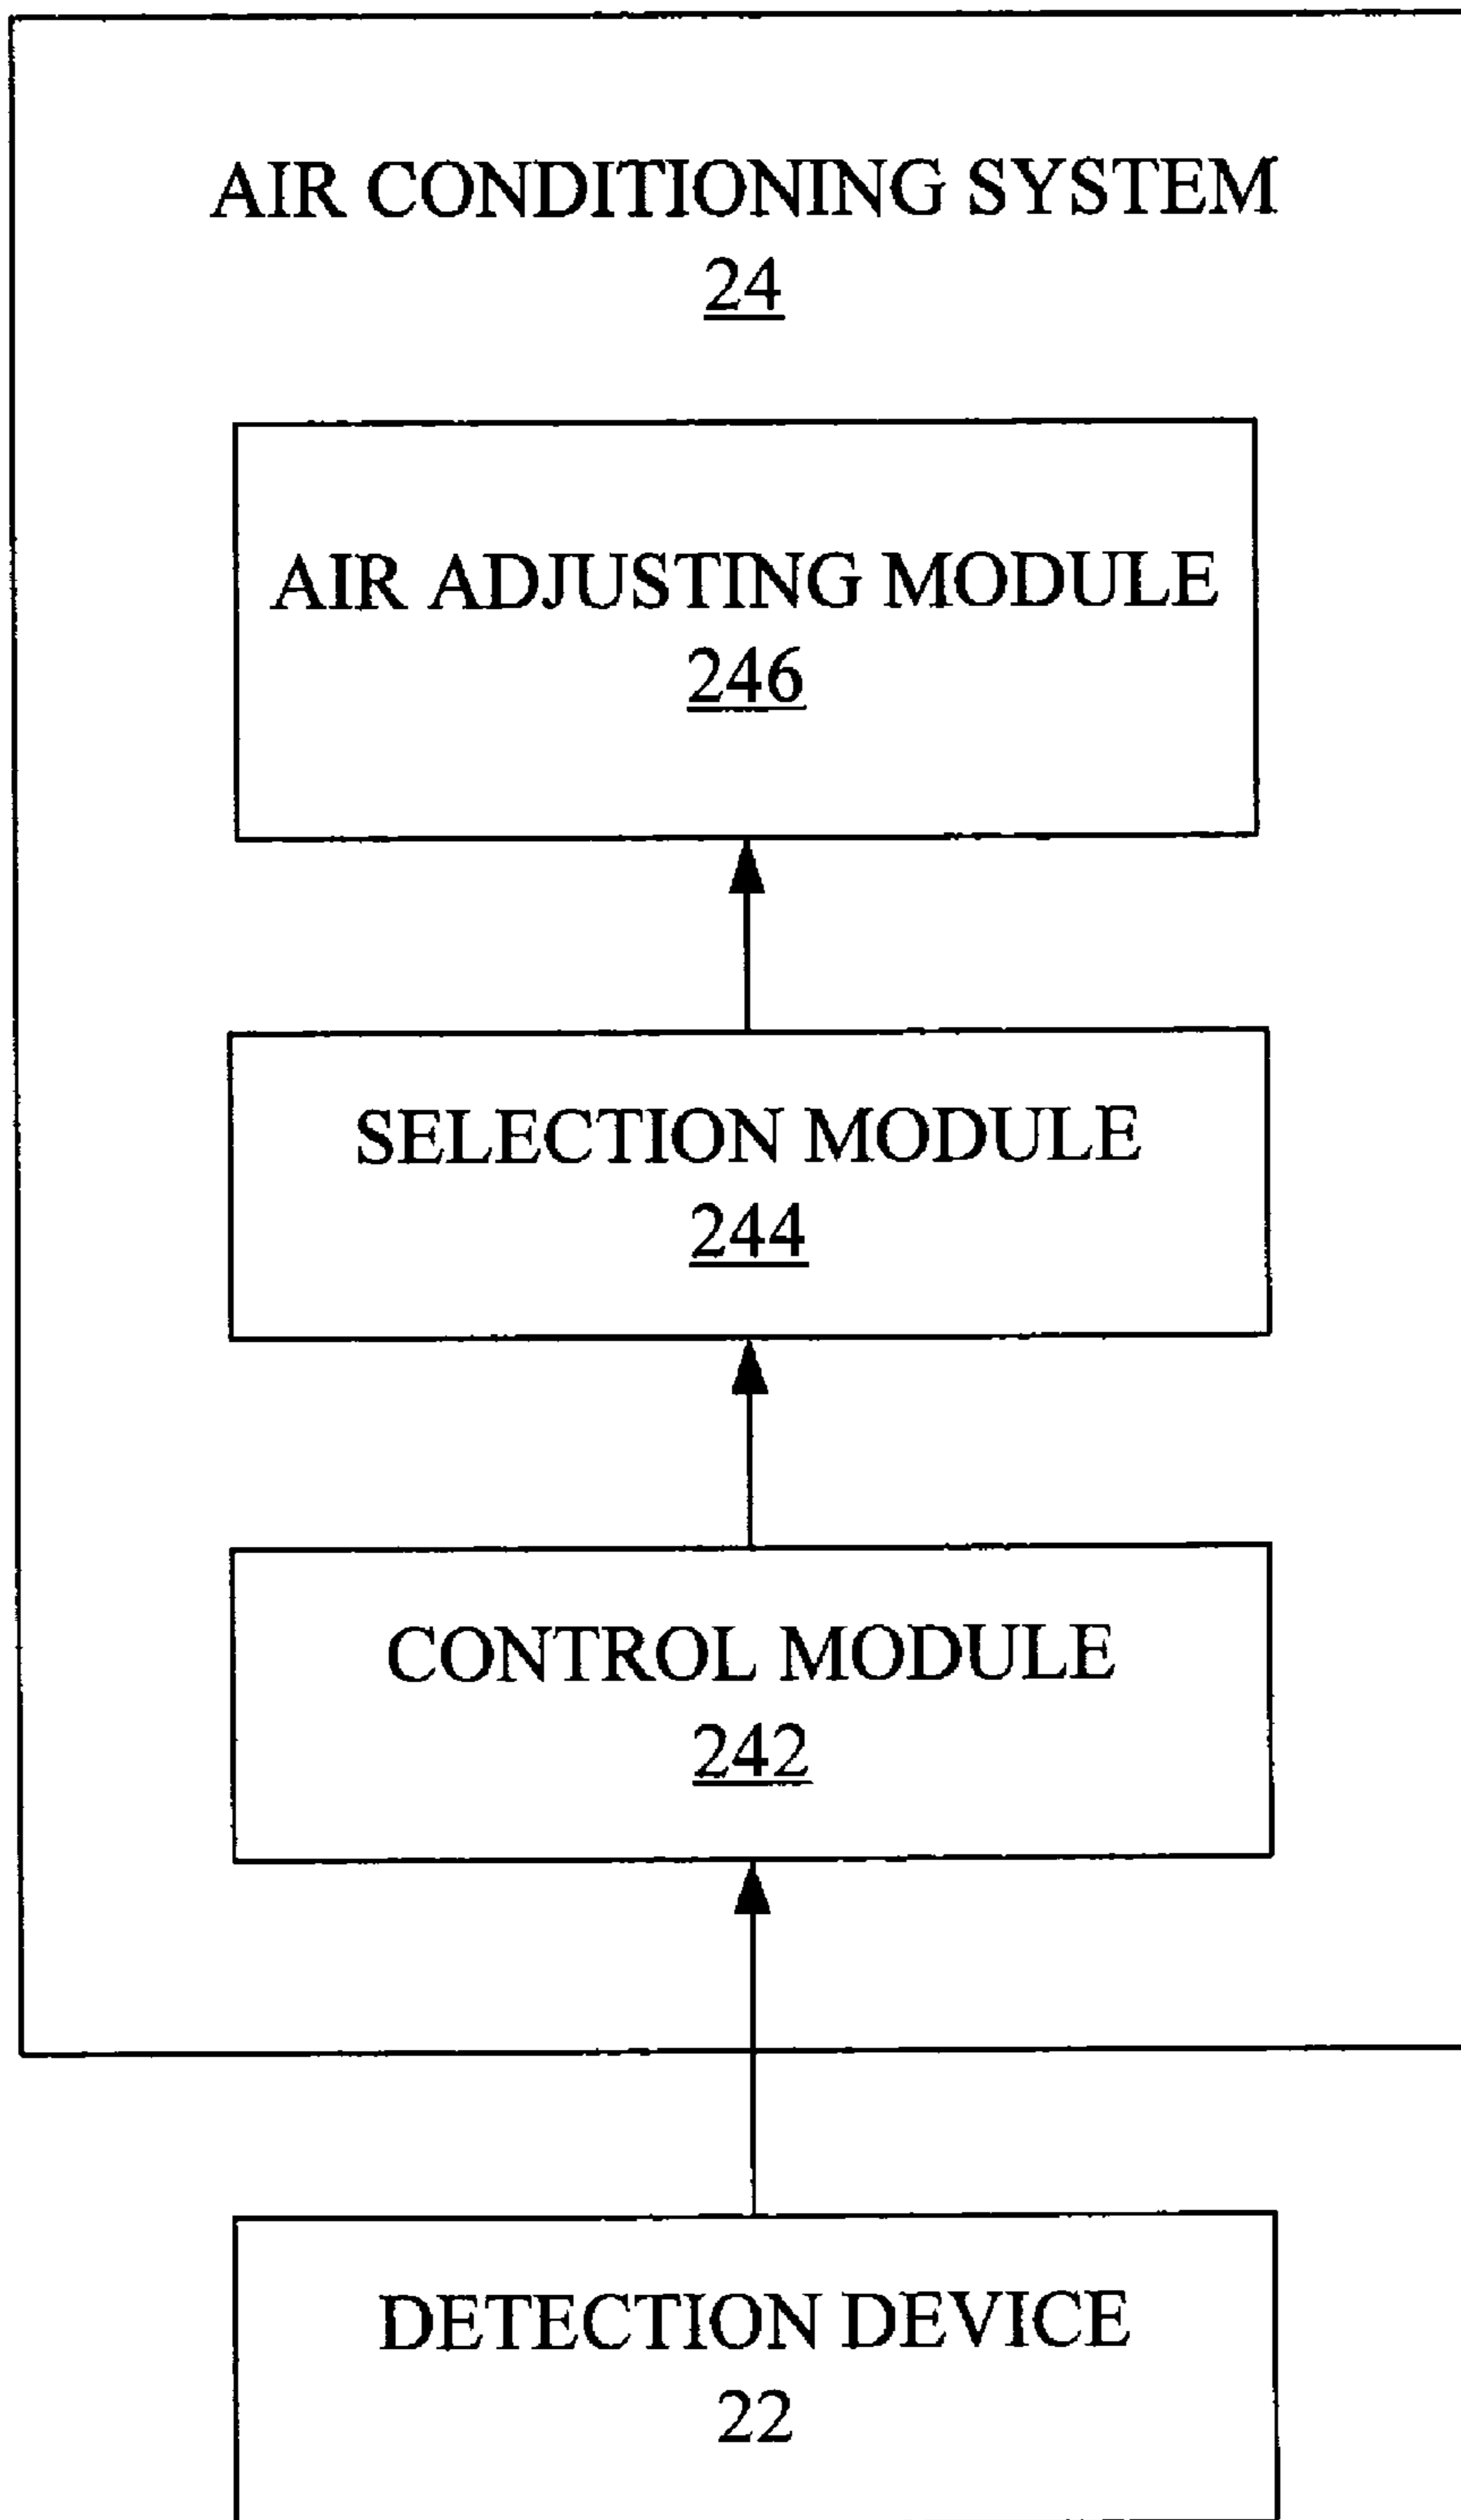 AIR CONDITIONING SYSTEM
24
AIR ADJUSTING MODULE
246
SELECTION MODULE
244
CONTROL MODULE
242
DETECTION DEVICE
22